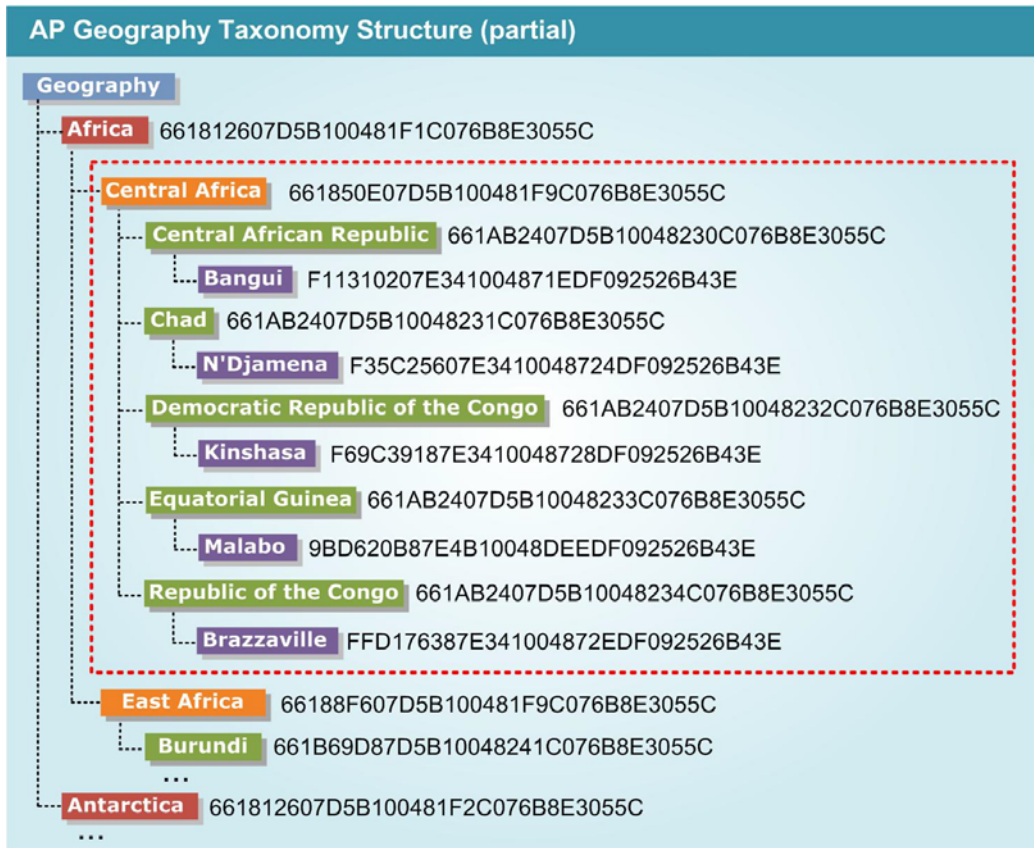 AP Geography Taxonomy Structure (partial)
Geography
Africa 661812607D5B100481F1C076B8E3055C
Central Africa 661850E07D5B100481F9C076B8E3055C
Central African Republic 661AB2407D5B10048230C076B8E3055C
Bangui F11310207E341004871EDF092526B43E
Chad 661AB2407D5B10048231C076B8E3055C
N'Djamena F35C25607E3410048724DF092526B43E
Democratic Republic of the Congo 661AB2407D5B10048232C076B8E3055C
Kinshasa F69C39187E3410048728DF092526B43E
Equatorial Guinea 661AB2407D5B10048233C076B8E3055C
Malabo 9BD620B87E4B10048DEEDF092526B43E
Republic of the Congo 661AB2407D5B10048234C076B8E3055C
Brazzaville FFD176387E341004872EDF092526B43E
East Africa 66188F607D5B100481F9C076B8E3055C
Burundi 661B69D87D5B10048241C076B8E3055C
...
Antarctica 661812607D5B100481F2C076B8E3055C
...